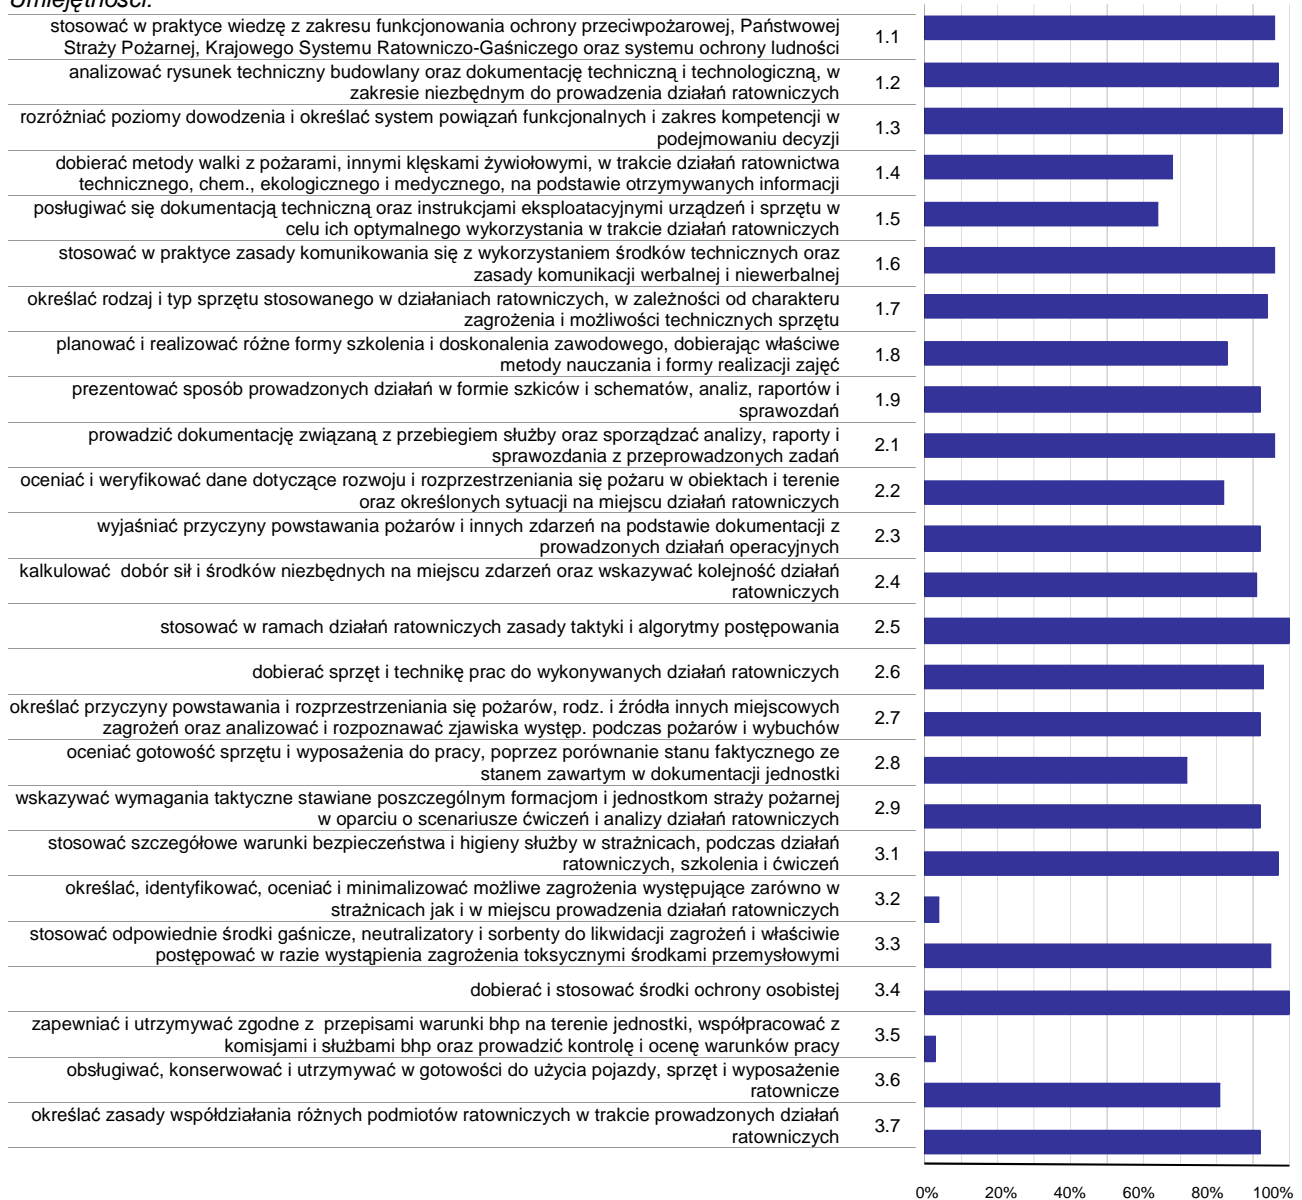 Umiejętności:
stosować w praktyce wiedzę z zakresu funkcjonowania ochrony przeciwpożarowej, Państwowej
Straży Pożarnej, Krajowego Systemu Ratowniczo-Gaśniczego oraz systemu ochrony ludności
1.1
analizować rysunek techniczny budowlany oraz dokumentację techniczną i technologiczną, w
zakresie niezbędnym do prowadzenia działań ratowniczych
1.2
rozróżniać poziomy dowodzenia i określać system powiązań funkcjonalnych i zakres kompetencji w
podejmowaniu decyzji
1.3
dobierać metody walki z pożarami, innymi klęskami żywiołowymi, w trakcie działań ratownictwa
technicznego, chem., ekologicznego i medycznego, na podstawie otrzymywanych informacji
1.4
posługiwać się dokumentacją techniczną oraz instrukcjami eksploatacyjnymi urządzeń i sprzętu w
celu ich optymalnego wykorzystania w trakcie działań ratowniczych
1.5
stosować w praktyce zasady komunikowania się z wykorzystaniem środków technicznych oraz
zasady komunikacji werbalnej i niewerbalnej
1.6
określać rodzaj i typ sprzętu stosowanego w działaniach ratowniczych, w zależności od charakteru
zagrożenia i możliwości technicznych sprzętu
1.7
planować i realizować różne formy szkolenia i doskonalenia zawodowego, dobierając właściwe
metody nauczania i formy realizacji zajęć
1.8
prezentować sposób prowadzonych działań w formie szkiców i schematów, analiz, raportów i
sprawozdań
1.9
prowadzić dokumentację związaną z przebiegiem służby oraz sporządzać analizy, raporty i
sprawozdania z przeprowadzonych zadań
2.1
oceniać i weryfikować dane dotyczące rozwoju i rozprzestrzeniania się pożaru w obiektach i terenie
oraz określonych sytuacji na miejscu działań ratowniczych
2.2
wyjaśniać przyczyny powstawania pożarów i innych zdarzeń na podstawie dokumentacji z
prowadzonych działań operacyjnych
2.3
kalkulować  dobór sił i środków niezbędnych na miejscu zdarzeń oraz wskazywać kolejność działań
ratowniczych
2.4
stosować w ramach działań ratowniczych zasady taktyki i algorytmy postępowania
2.5
dobierać sprzęt i technikę prac do wykonywanych działań ratowniczych
2.6
określać przyczyny powstawania i rozprzestrzeniania się pożarów, rodz. i źródła innych miejscowych
zagrożeń oraz analizować i rozpoznawać zjawiska występ. podczas pożarów i wybuchów
2.7
oceniać gotowość sprzętu i wyposażenia do pracy, poprzez porównanie stanu faktycznego ze
stanem zawartym w dokumentacji jednostki
2.8
wskazywać wymagania taktyczne stawiane poszczególnym formacjom i jednostkom straży pożarnej
w oparciu o scenariusze ćwiczeń i analizy działań ratowniczych
2.9
stosować szczegółowe warunki bezpieczeństwa i higieny służby w strażnicach, podczas działań
ratowniczych, szkolenia i ćwiczeń
3.1
określać, identyfikować, oceniać i minimalizować możliwe zagrożenia występujące zarówno w
strażnicach jak i w miejscu prowadzenia działań ratowniczych
3.2
stosować odpowiednie środki gaśnicze, neutralizatory i sorbenty do likwidacji zagrożeń i właściwie
postępować w razie wystąpienia zagrożenia toksycznymi środkami przemysłowymi
3.3
dobierać i stosować środki ochrony osobistej
3.4
zapewniać i utrzymywać zgodne z  przepisami warunki bhp na terenie jednostki, współpracować z
komisjami i służbami bhp oraz prowadzić kontrolę i ocenę warunków pracy
3.5
obsługiwać, konserwować i utrzymywać w gotowości do użycia pojazdy, sprzęt i wyposażenie
ratownicze
3.6
określać zasady współdziałania różnych podmiotów ratowniczych w trakcie prowadzonych działań
ratowniczych
3.7
0% 20% 40% 60% 80% 100%